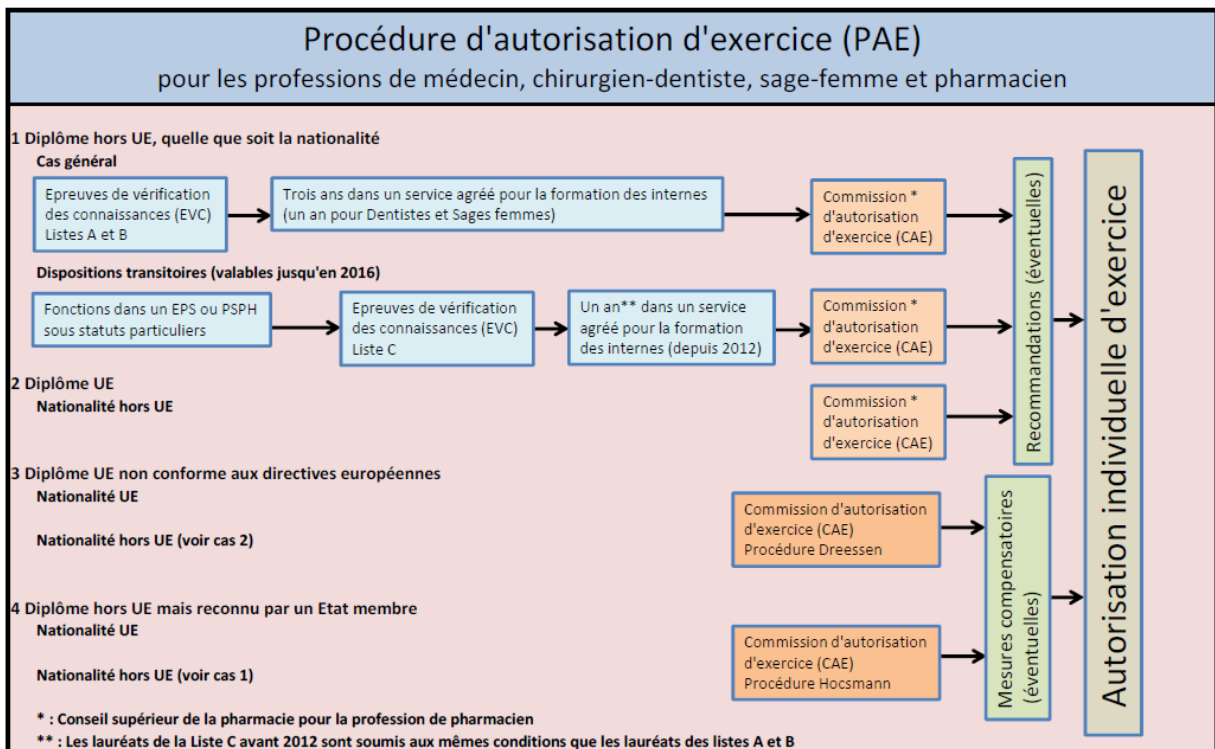 Procédure d'autorisation d'exercice (PAE)
pour les professions de médecin, chirurgien-dentiste, sage-femme et pharmacien
1 Diplôme hors UE, quelle que soit la nationalité
Cas général
Epreuves de vérification
des connaissances (EVC)
Listes A et B
Trois ans dans un service agréé pour la formation des internes
(un an pour Dentistes et Sages femmes)
Commission *
d'autorisation
d'exercice (CAE)
Dispositions transitoires (valables jusqu'en 2016)
Fonctions dans un EPS ou PSPH
sous statuts particuliers
Epreuves de vérification
des connaissances (EVC)
Liste C
Un an** dans un service
agréé pour la formation
des internes (depuis 2012)
Commission *
d'autorisation
d'exercice (CAE)
2 Diplôme UE
Nationalité hors UE
Commission *
d'autorisation
d'exercice (CAE)
Recommandations (éventuelles)
3 Diplôme UE non conforme aux directives européennes
Nationalité UE
Commission d'autorisation
d'exercice (CAE)
Procédure Dreessen
Nationalité hors UE (voir cas 2)
4 Diplôme hors UE mais reconnu par un Etat membre
Nationalité UE
Commission d'autorisation
d'exercice (CAE)
Procédure Hocsmann
Nationalité hors UE (voir cas 1)
Mesures compensatoires
(éventuelles)
Autorisation individuelle d'exercice
* : Conseil supérieur de la pharmacie pour la profession de pharmacien
** : Les lauréats de la Liste C avant 2012 sont soumis aux mêmes conditions que les lauréats des listes A et B